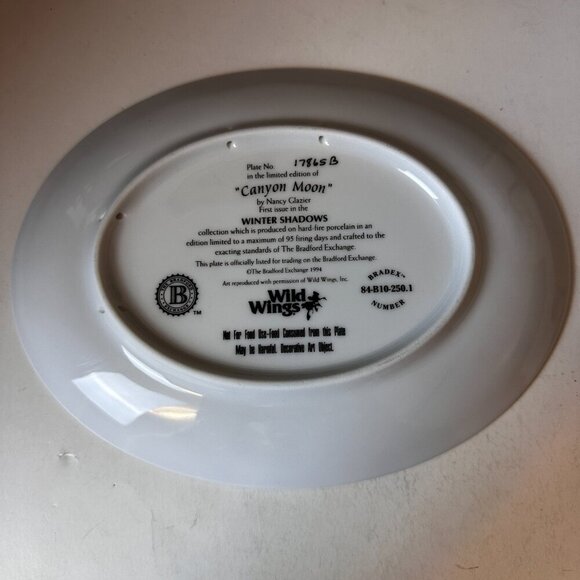 Plate No. 17865B
in the limited edition of
"Canyon Moon"
by Nancy Glazier
First issue in the
WINTER SHADOWS
collection which is produced on hard-fire porcelain in an
edition limited to a maximum of 95 firing days and crafted to the
exacting standards of The Bradford Exchange.
This plate is officially listed for trading on the Bradford Exchange.
©The Bradford Exchange 1994
Art reproduced with permission of Wild Wings, Inc.
B
TM
Wild
Wings
BRADEX
84-B10-250.1
NUMBER
Not For Food Use-Food Consumed from this Plate
May be Harmful. Decorative Art Object.